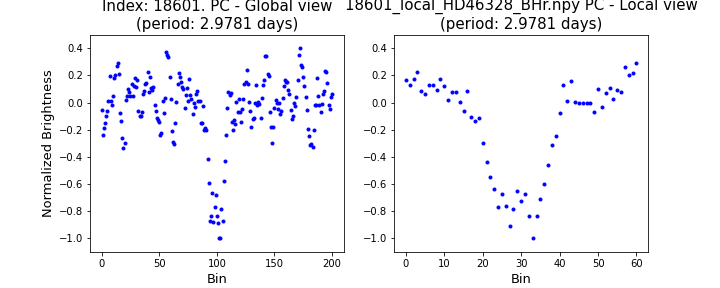 Index: 18601. PC - Global view
(period: 2.9781 days)
18601_local_HD46328_BHr.npy PC - Local view
(period: 2.9781 days)
Normalized Brightness
0.4
0.2
0.0
−0.2
−0.4
−0.6
−0.8
−1.0
0 50 100 150 200
Bin
0.4
0.2
0.0
−0.2
−0.4
−0.6
−0.8
−1.0
0 10 20 30 40 50 60
Bin